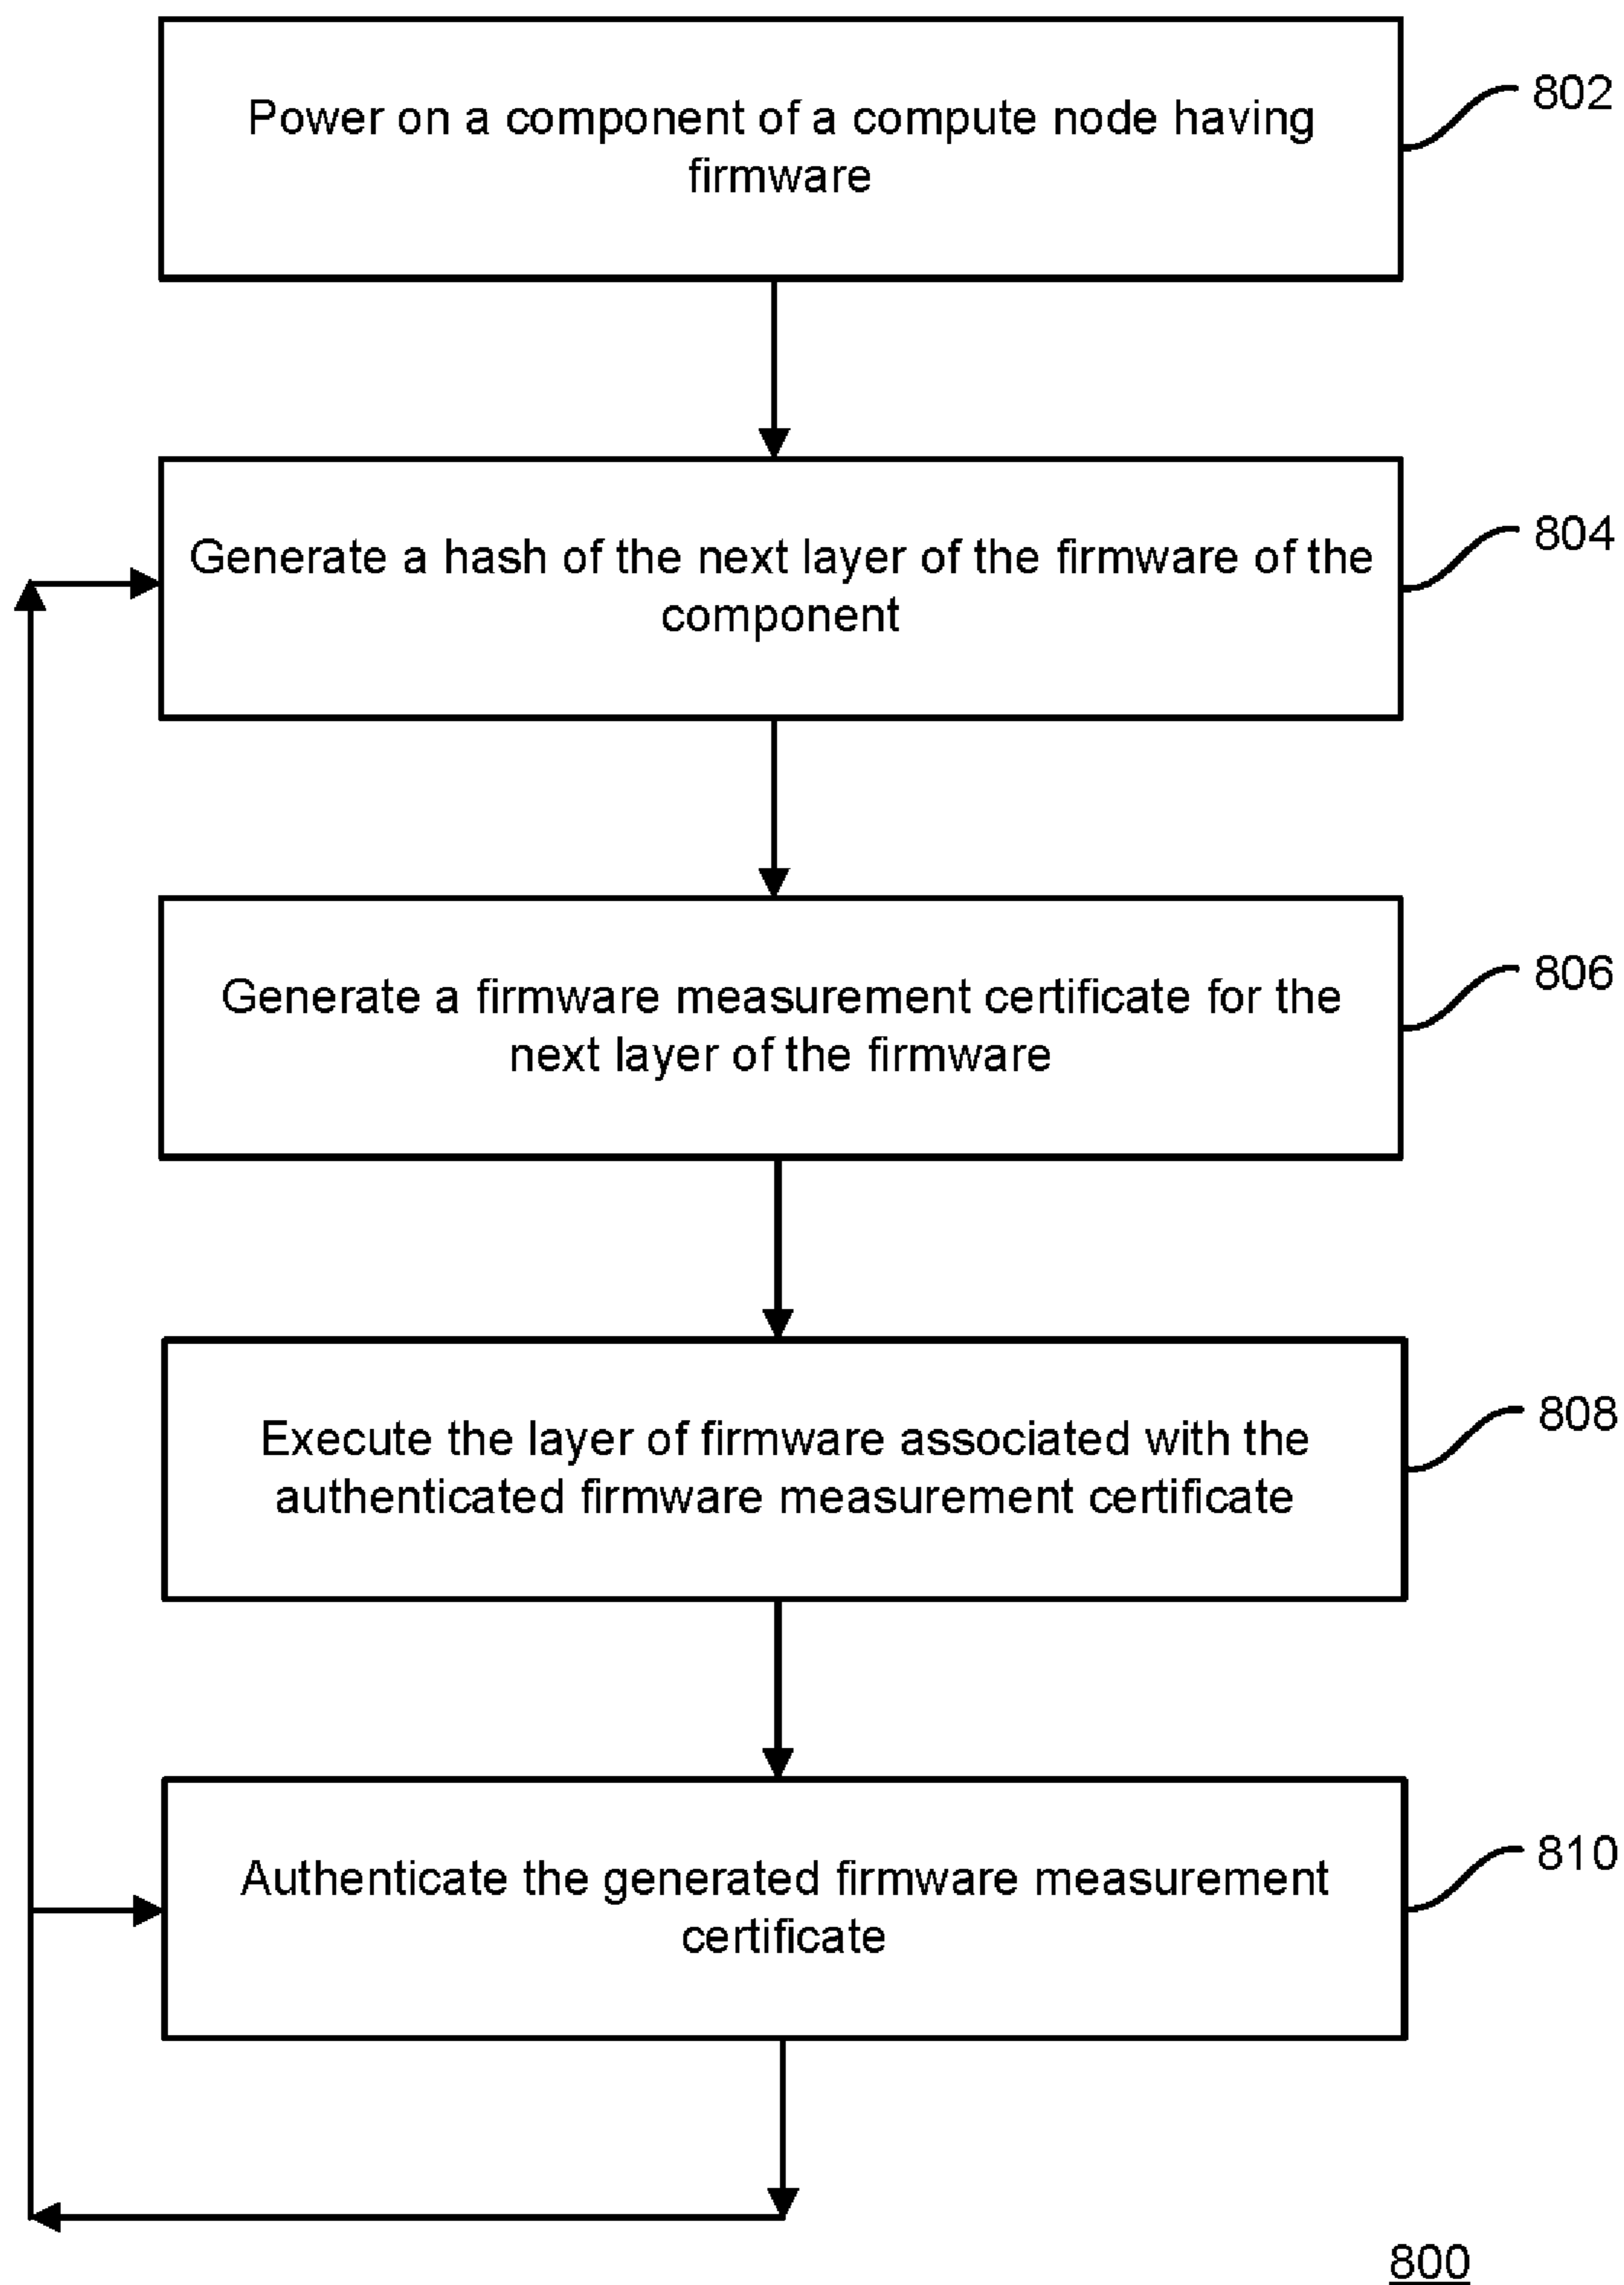 Power on a component of a compute node having
firmware
802
Generate a hash of the next layer of the firmware of the
component
804
Generate a firmware measurement certificate for the
next layer of the firmware
806
Execute the layer of firmware associated with the
authenticated firmware measurement certificate
808
Authenticate the generated firmware measurement
certificate
810
800